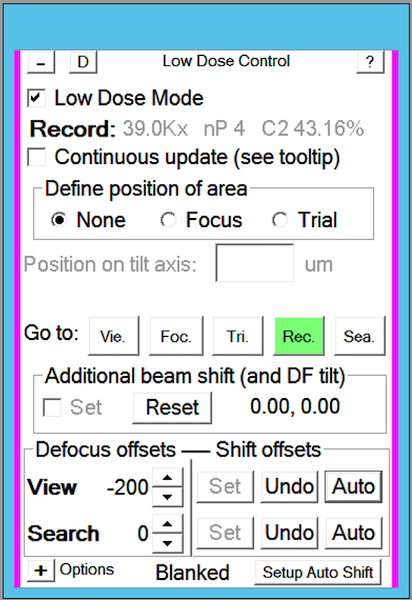 – D Low Dose Control ?
Low Dose Mode
Record: 39.0Kx nP 4 C2 43.16%
Continuous update (see tooltip)
Define position of area
None Focus Trial
Position on tilt axis: um
Go to: Vie. Foc. Tri. Rec. Sea.
Additional beam shift (and DF tilt)
Set Reset 0.00, 0.00
Defocus offsets — Shift offsets
View -200 Set Undo Auto
Search 0 Set Undo Auto
+ Options Blanked Setup Auto Shift